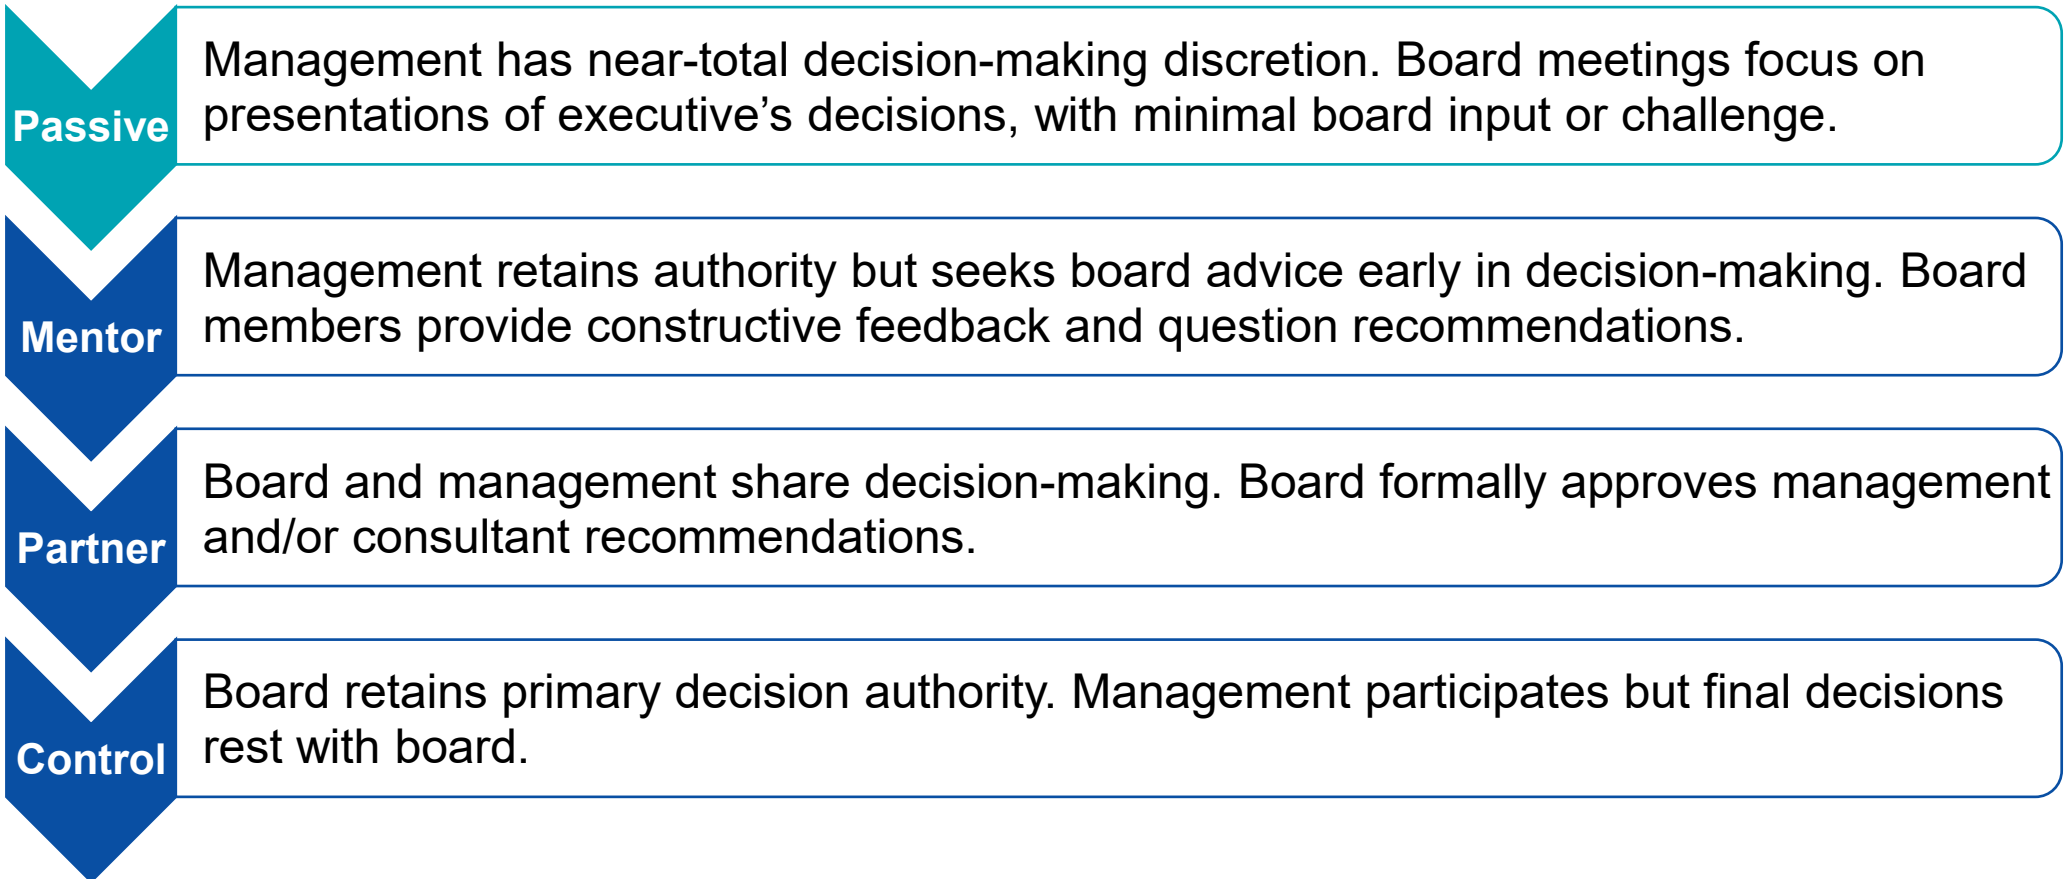 Passive
Management has near-total decision-making discretion. Board meetings focus on
presentations of executive’s decisions, with minimal board input or challenge.
Mentor
Management retains authority but seeks board advice early in decision-making. Board
members provide constructive feedback and question recommendations.
Partner
Board and management share decision-making. Board formally approves management
and/or consultant recommendations.
Control
Board retains primary decision authority. Management participates but final decisions
rest with board.